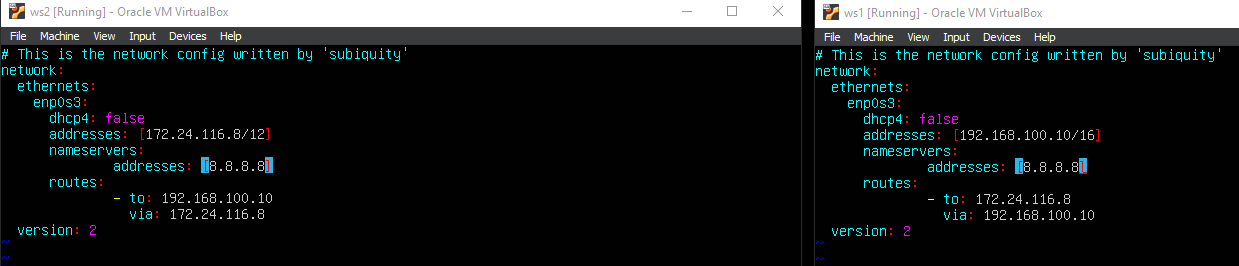 ws2 [Running] - Oracle VM VirtualBox
File Machine View Input Devices Help
# This is the network config written by 'subiquity'
network:
  ethernets:
    enp0s3:
      dhcp4: false
      addresses: [172.24.116.8/12]
      nameservers:
              addresses: [8.8.8.8]
      routes:
              - to: 192.168.100.10
                via: 172.24.116.8
  version: 2
~
~
ws1 [Running] - Oracle VM VirtualBox
File Machine View Input Devices Help
# This is the network config written by 'subiquity'
network:
  ethernets:
    enp0s3:
      dhcp4: false
      addresses: [192.168.100.10/16]
      nameservers:
              addresses: [8.8.8.8]
      routes:
              - to: 172.24.116.8
                via: 192.168.100.10
  version: 2
~
~